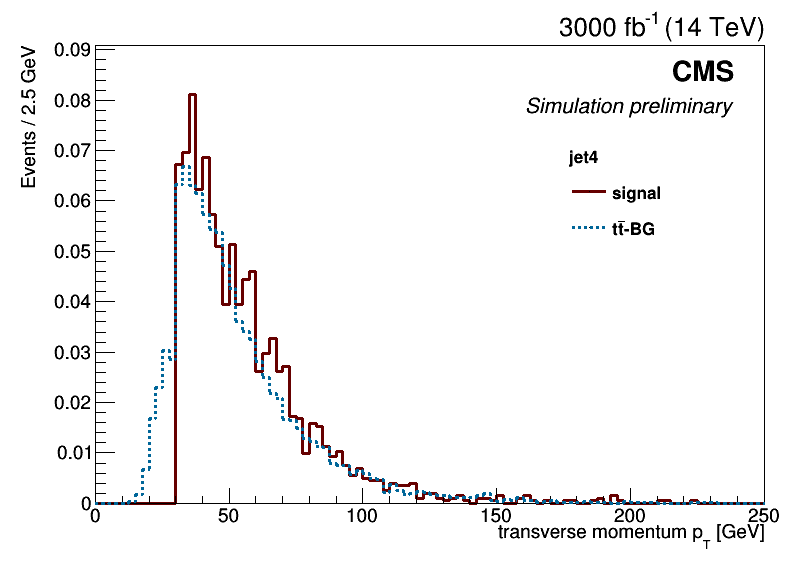 3000 fb⁻¹ (14 TeV)
Events / 2.5 GeV
0.09
0.08
0.07
0.06
0.05
0.04
0.03
0.02
0.01
0
CMS
Simulation preliminary
jet4
signal
tt̄-BG
0 50 100 150 200 250
transverse momentum p_T [GeV]